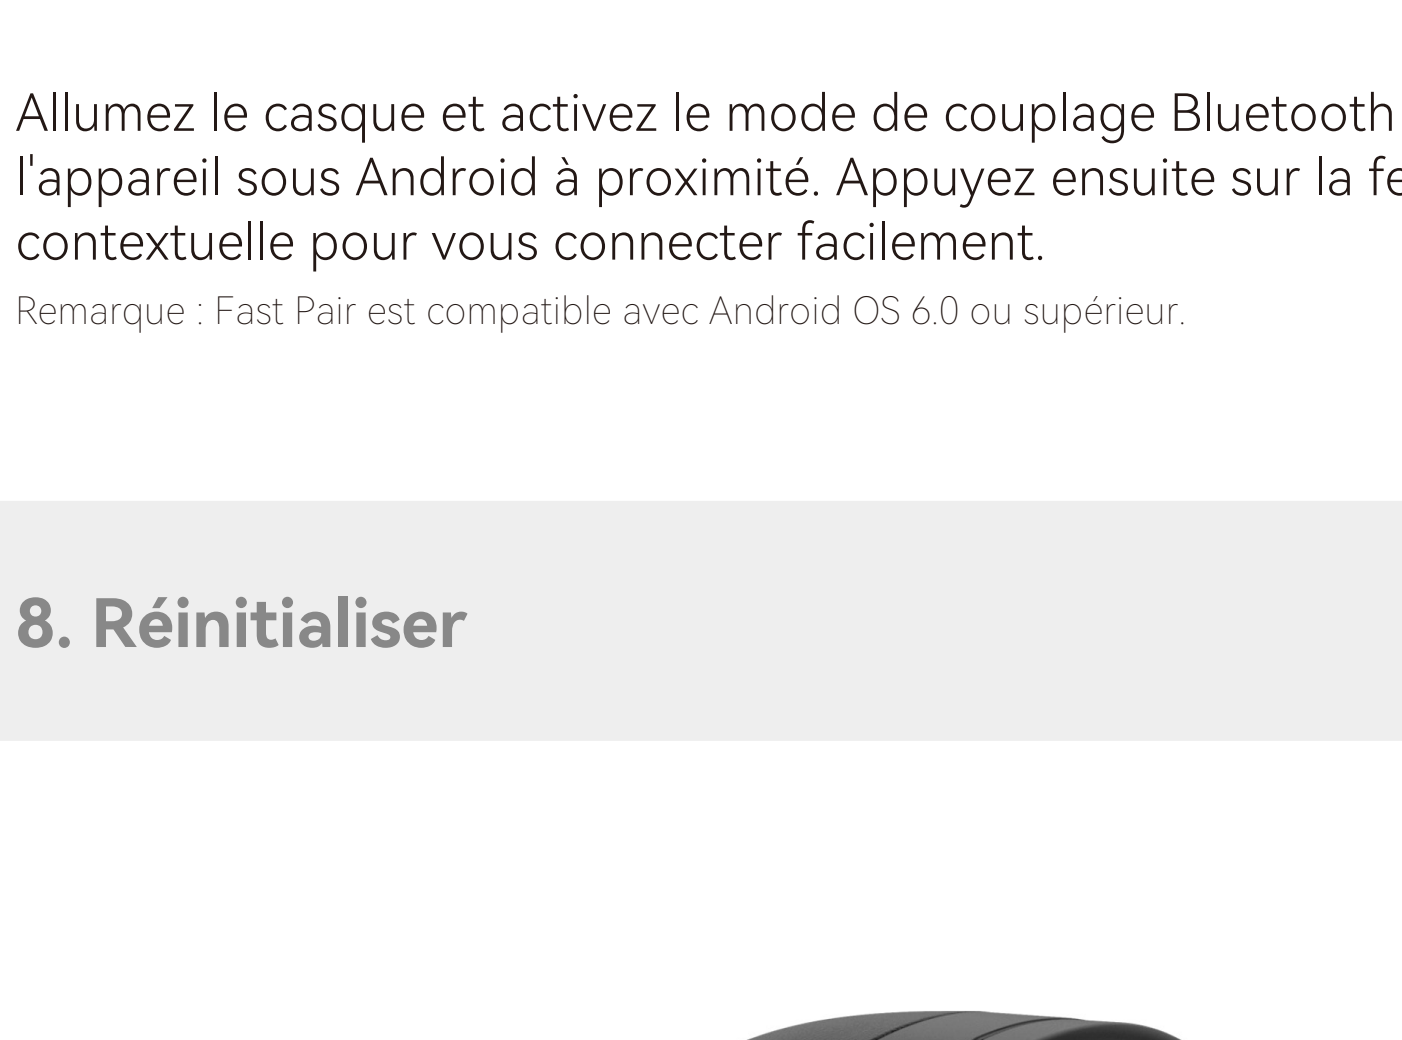 Allumez le casque et activez le mode de couplage Bluetooth
l'appareil sous Android à proximité. Appuyez ensuite sur la
contextuelle pour vous connecter facilement.
Remarque : Fast Pair est compatible avec Android OS 6.0 ou supérieur.
8. Réinitialiser